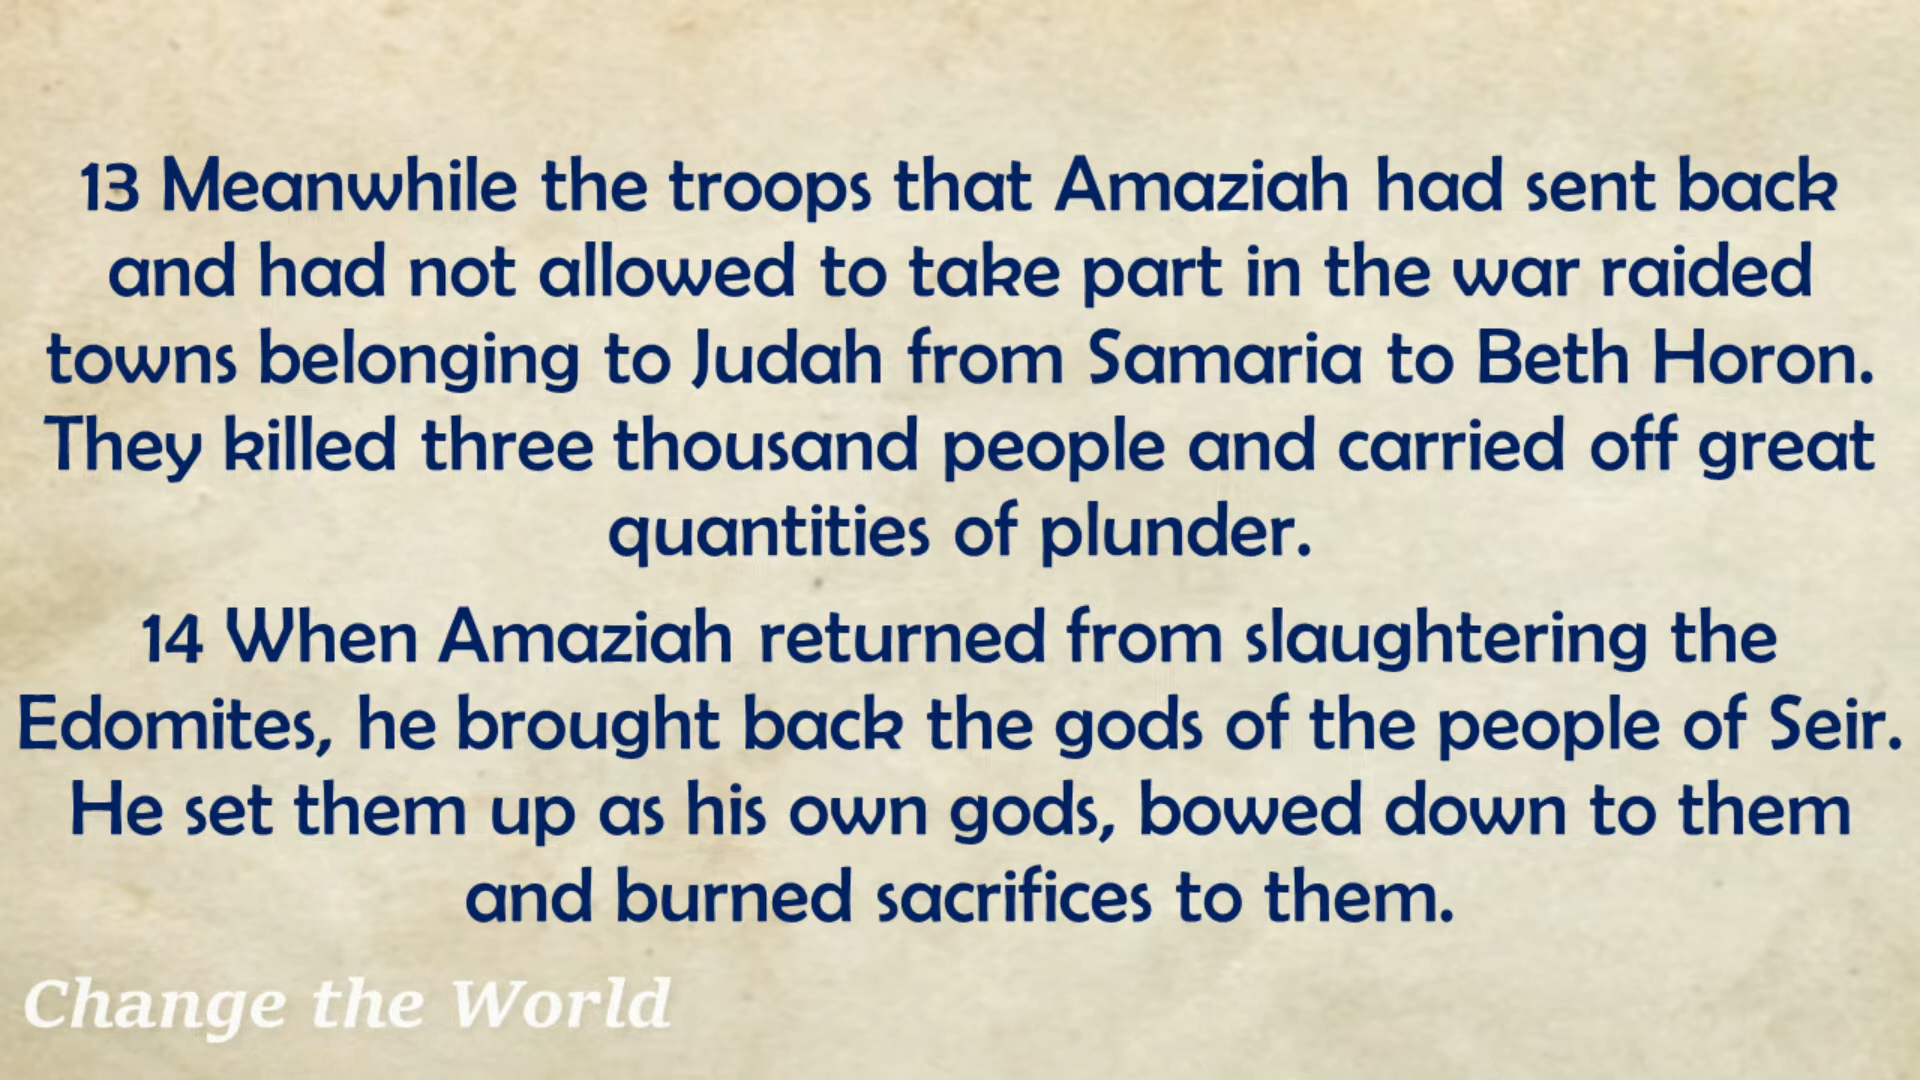 13 Meanwhile the troops that Amaziah had sent back
and had not allowed to take part in the war raided
towns belonging to Judah from Samaria to Beth Horon.
They killed three thousand people and carried off great
quantities of plunder.
14 When Amaziah returned from slaughtering the
Edomites, he brought back the gods of the people of Seir.
He set them up as his own gods, bowed down to them
and burned sacrifices to them.
Change the World